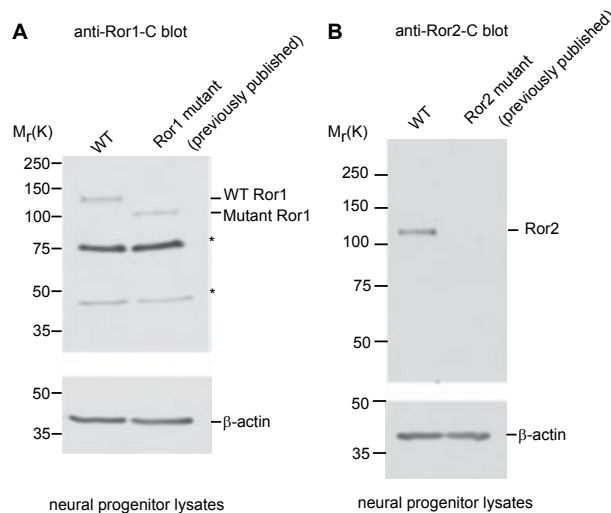 A
anti-Ror1-C blot
Mr(K)
WT
Ror1 mutant
(previously published)
250
150
100
75
50
35
WT Ror1
Mutant Ror1
*
*
50
35
β-actin
neural progenitor lysates
B
anti-Ror2-C blot
Mr(K)
WT
Ror2 mutant
(previously published)
250
150
100
75
50
Ror2
50
35
β-actin
neural progenitor lysates